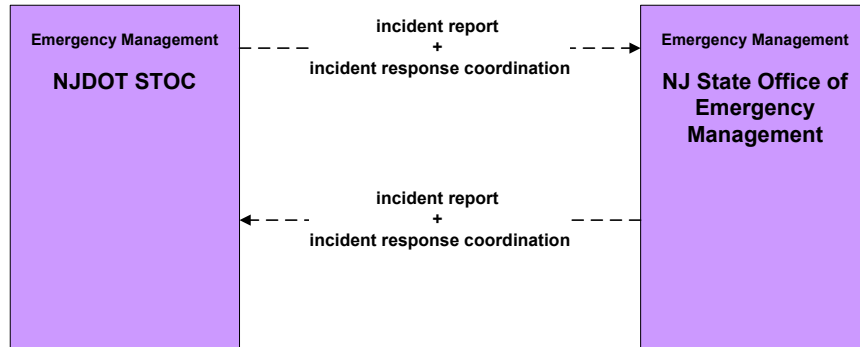 Emergency Management
NJDOT STOC
incident report
+
incident response coordination
Emergency Management
NJ State Office of
Emergency
Management
incident report
+
incident response coordination